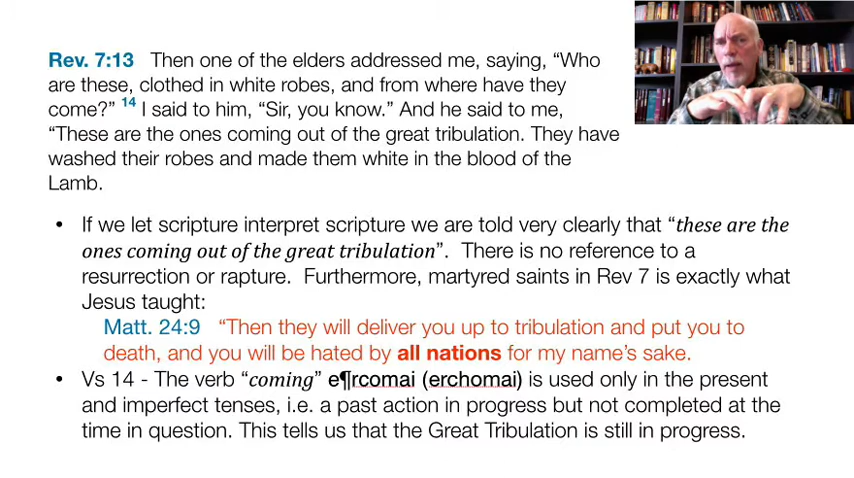 Rev. 7:13 Then one of the elders addressed me, saying, “Who
are these, clothed in white robes, and from where have they
come?” 14 I said to him, “Sir, you know.” And he said to me,
“These are the ones coming out of the great tribulation. They have
washed their robes and made them white in the blood of the
Lamb.
• If we let scripture interpret scripture we are told very clearly that “these are the
ones coming out of the great tribulation”. There is no reference to a
resurrection or rapture. Furthermore, martyred saints in Rev 7 is exactly what
Jesus taught:
Matt. 24:9 “Then they will deliver you up to tribulation and put you to
death, and you will be hated by all nations for my name’s sake.
• Vs 14 - The verb “coming” e¶rcomai (erchomai) is used only in the present
and imperfect tenses, i.e. a past action in progress but not completed at the
time in question. This tells us that the Great Tribulation is still in progress.